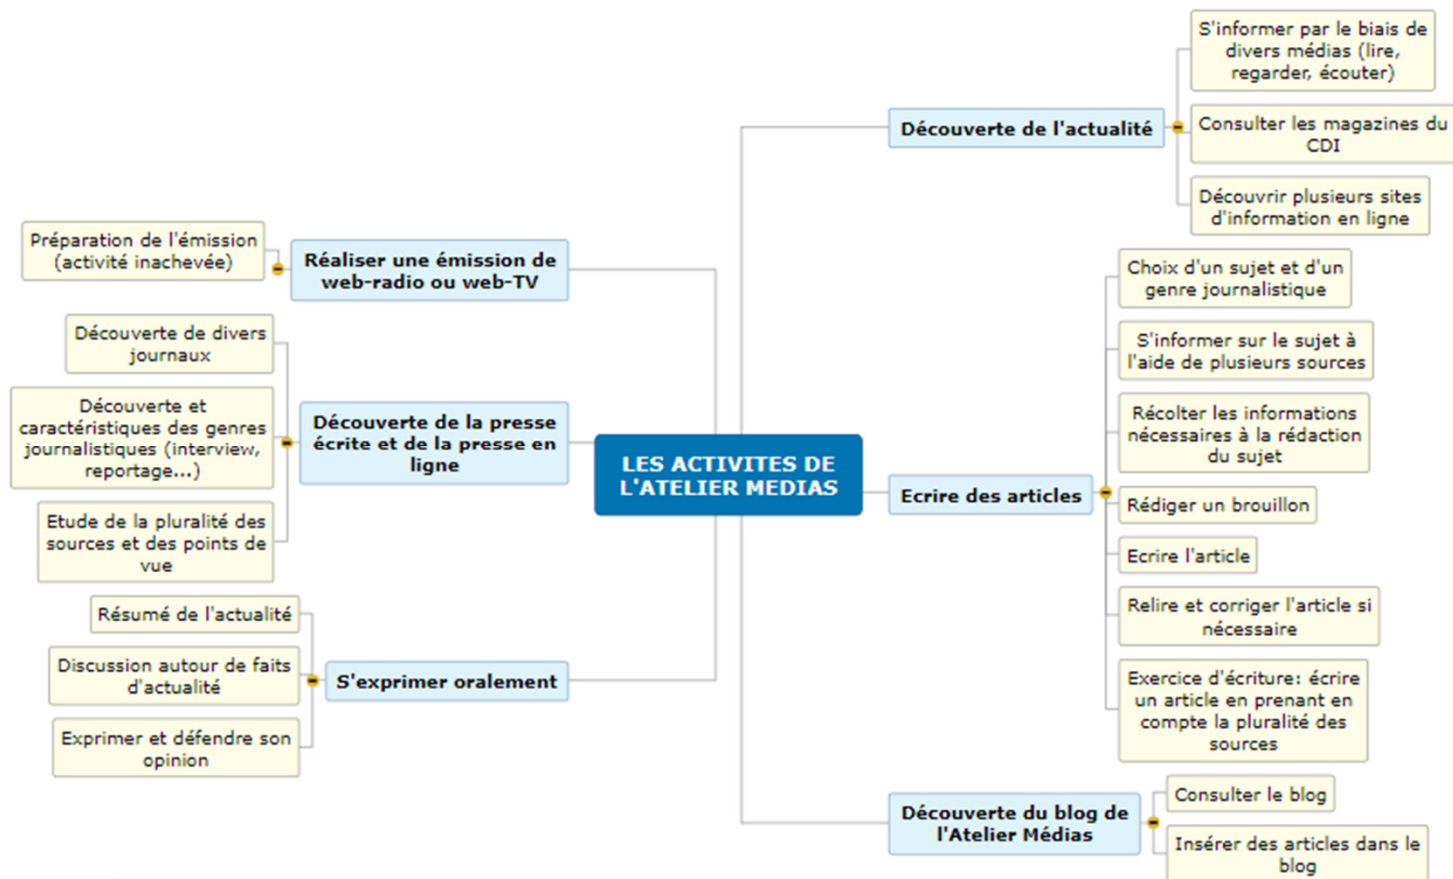 LES ACTIVITES DE
L'ATELIER MEDIAS
Découverte de l'actualité
S'informer par le biais de
divers médias (lire,
regarder, écouter)
Consulter les magazines du
CDI
Découvrir plusieurs sites
d'information en ligne
Ecrire des articles
Choix d'un sujet et d'un
genre journalistique
S'informer sur le sujet à
l'aide de plusieurs sources
Récolter les informations
nécessaires à la rédaction
du sujet
Rédiger un brouillon
Ecrire l'article
Relire et corriger l'article si
nécessaire
Exercice d'écriture: écrire
un article en prenant en
compte la pluralité des
sources
Découverte du blog de
l'Atelier Médias
Consulter le blog
Insérer des articles dans le
blog
Réaliser une émission de
web-radio ou web-TV
Préparation de l'émission
(activité inachevée)
Découverte de la presse
écrite et de la presse en
ligne
Découverte de divers
journaux
Découverte et
caractéristiques des genres
journalistiques (interview,
reportage...)
Etude de la pluralité des
sources et des points de
vue
S'exprimer oralement
Résumé de l'actualité
Discussion autour de faits
d'actualité
Exprimer et défendre son
opinion